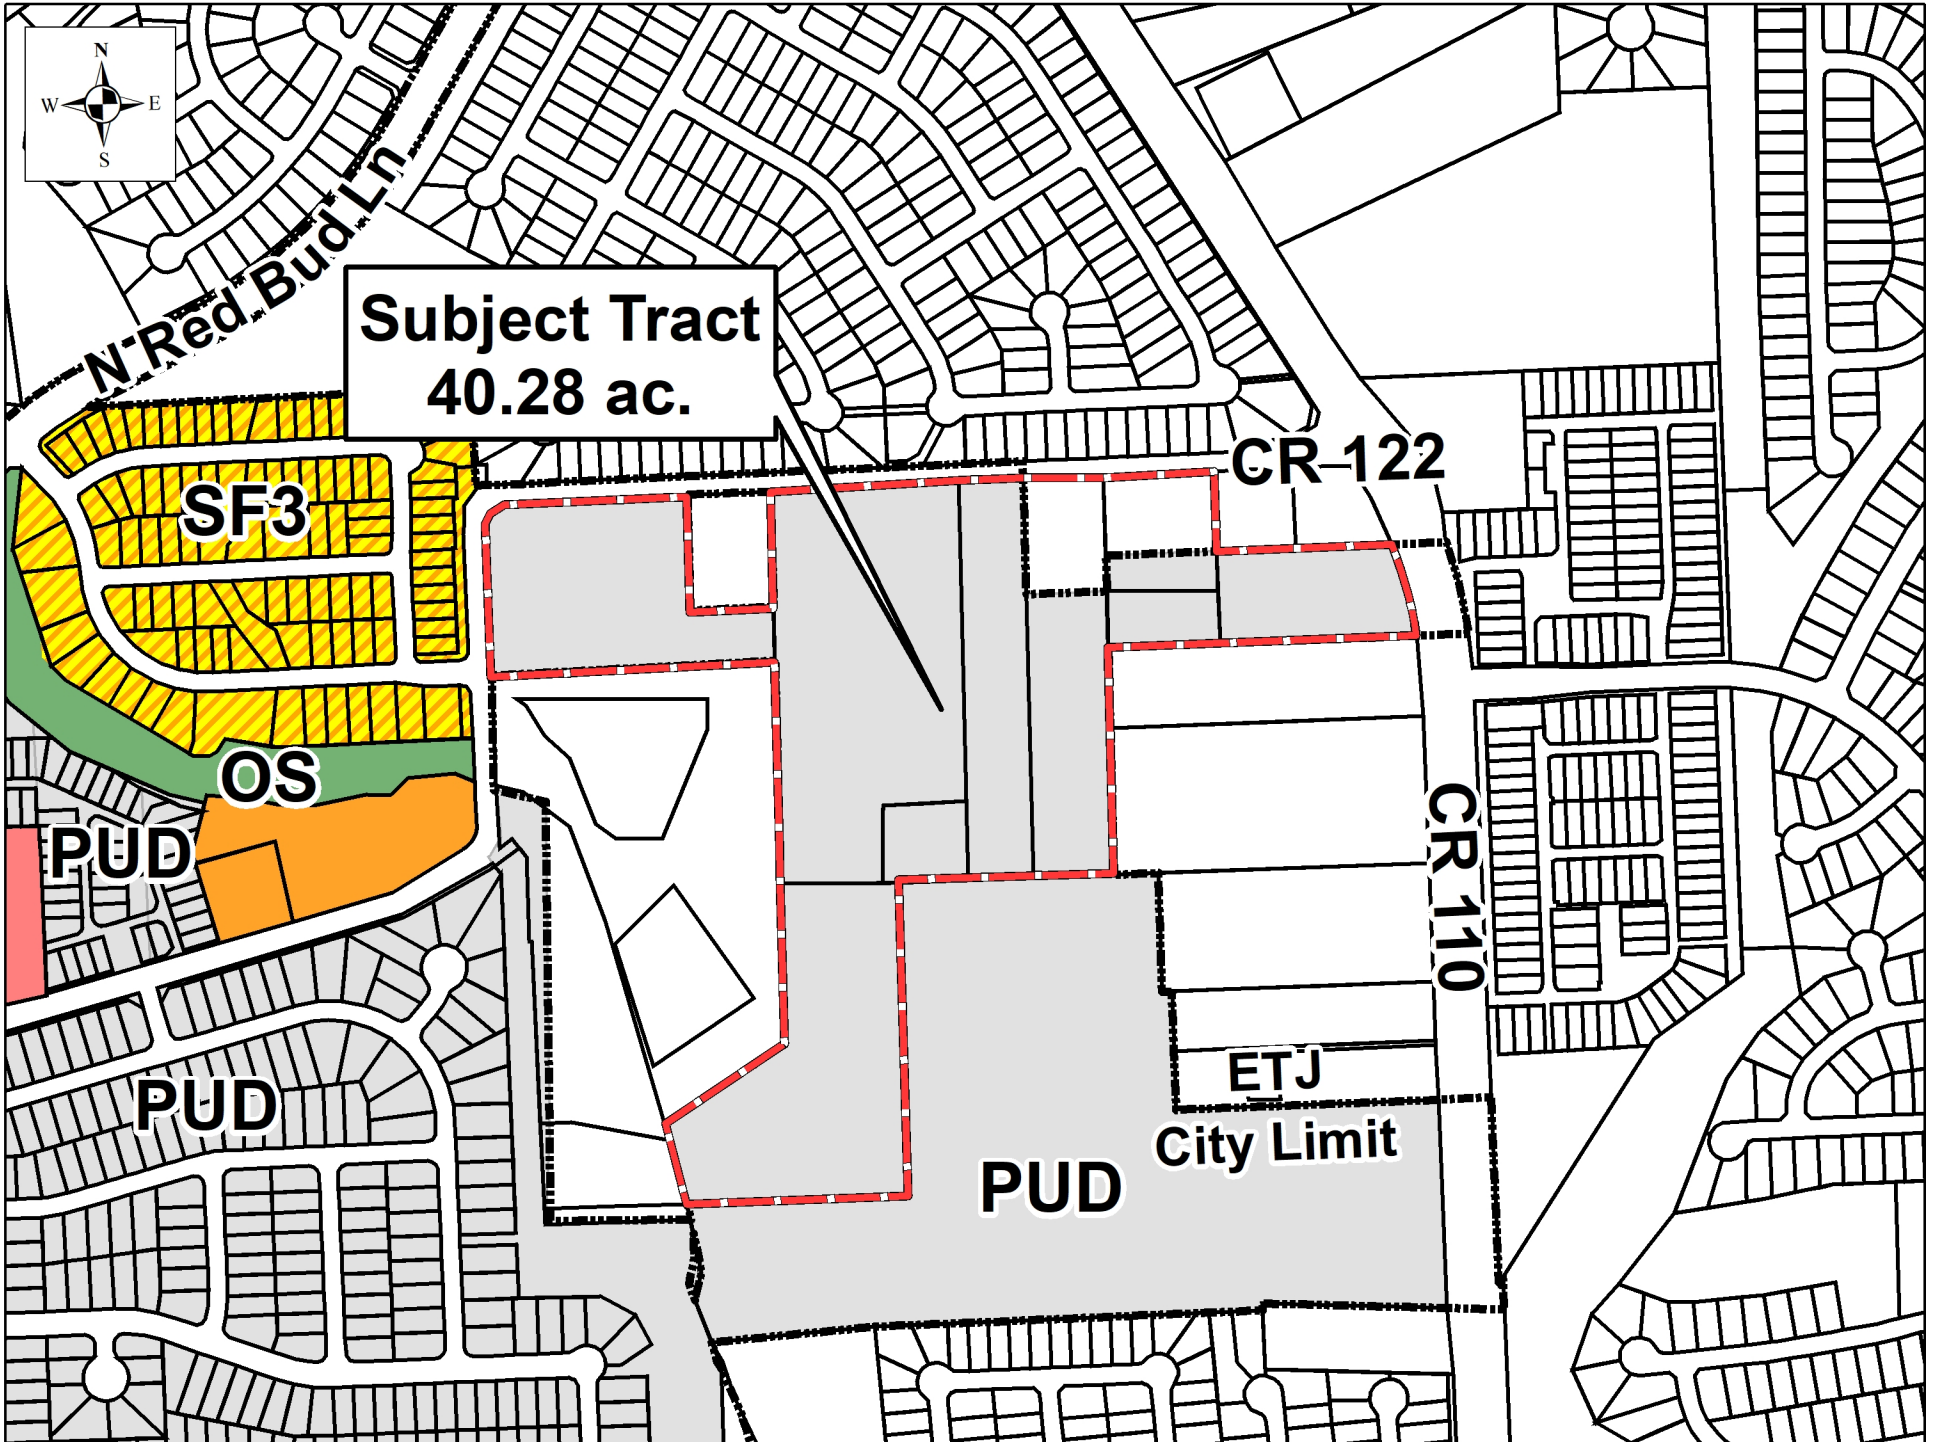 N
W E
S
N Red Bud Ln
Subject Tract
40.28 ac.
CR 122
SF3
OS
PUD
CR 110
ETJ
PUD
City Limit
PUD